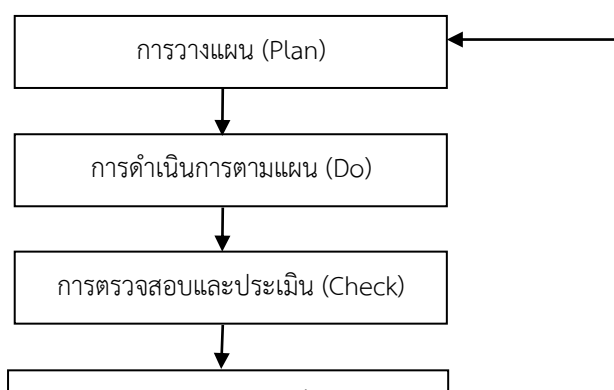 การวางแผน (Plan)
การดำเนินการตามแผน (Do)
การตรวจสอบและประเมิน (Check)